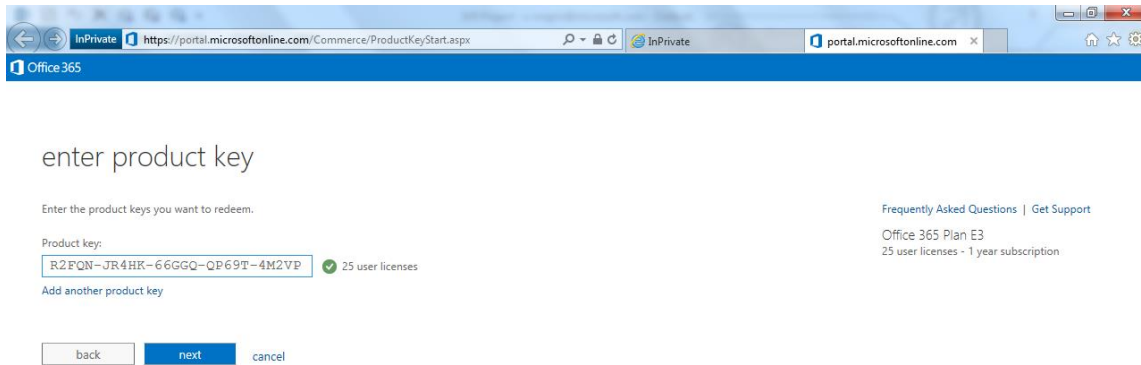 InPrivate https://portal.microsoftonline.com/Commerce/ProductKeyStart.aspx InPrivate portal.microsoftonline.com
Office 365
enter product key
Enter the product keys you want to redeem.
Frequently Asked Questions | Get Support
Office 365 Plan E3
25 user licenses - 1 year subscription
Product key:
R2FQN-JR4HK-66GGQ-QP69T-4M2VP 25 user licenses
Add another product key
back next cancel